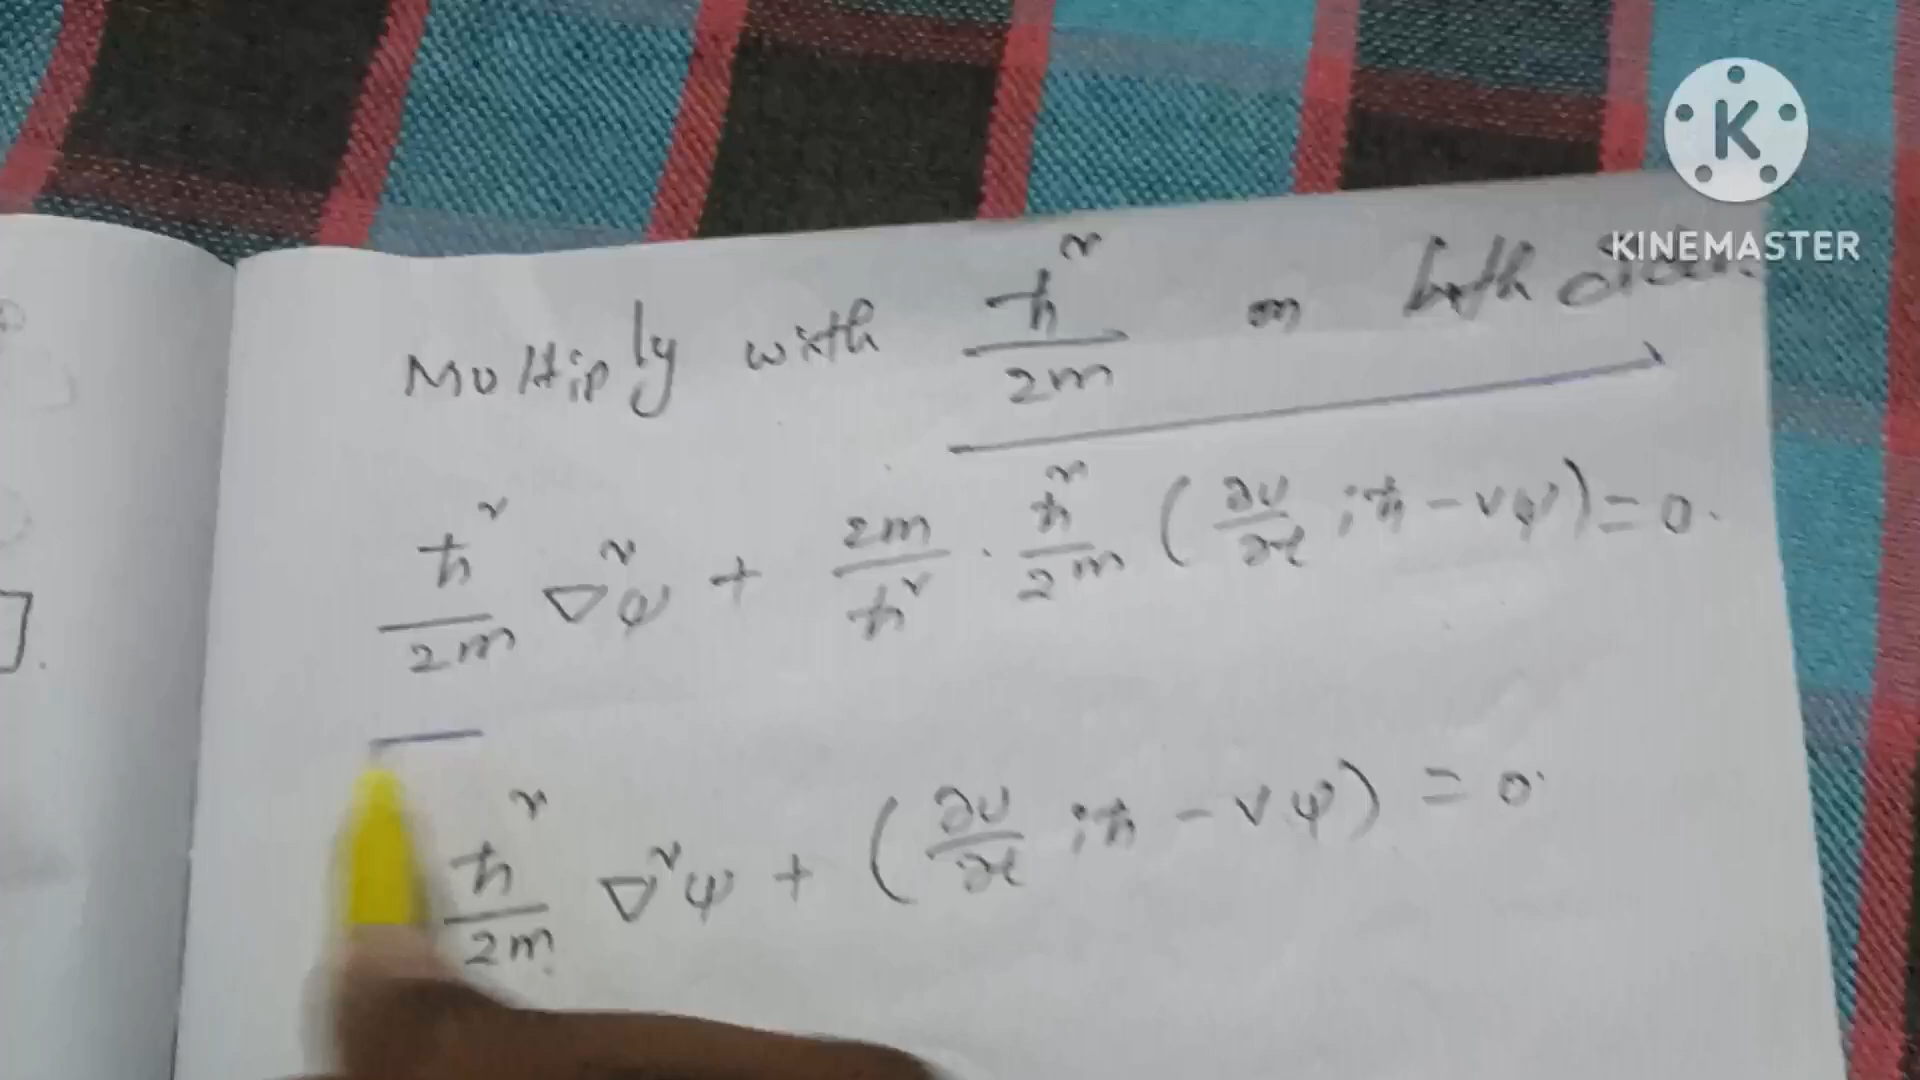 K
KINEMASTER
Multiply with ħ²/2m on both sides.
ħ²/2m ∇²ψ + 2m/ħ² · ħ²/2m (∂ψ/∂t iħ - vψ) = 0.
ħ²/2m ∇²ψ + (∂ψ/∂t iħ - vψ) = 0.